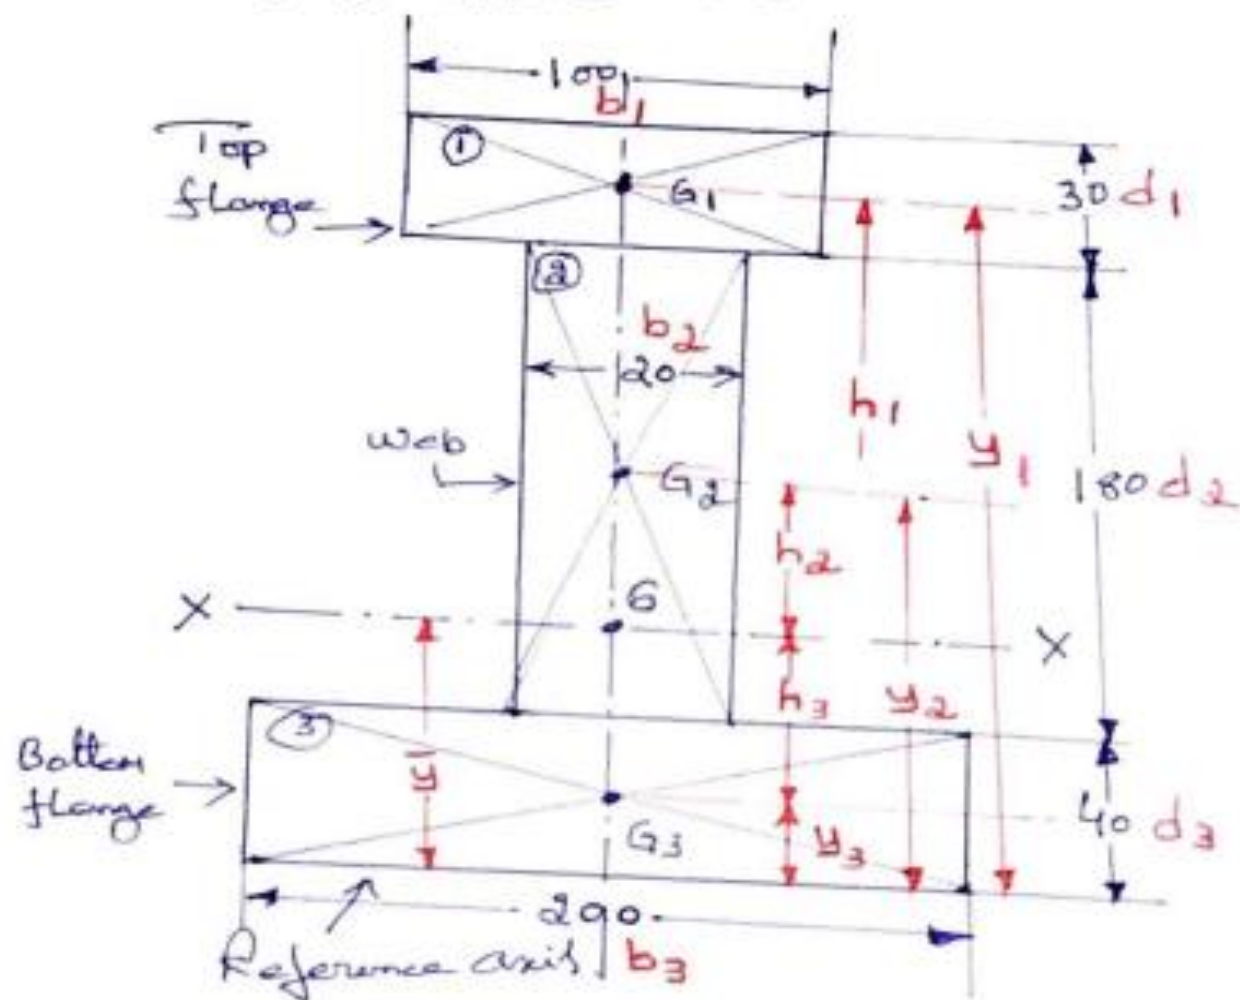 100
b1
Top
flange
1
G1
30 d1
2
b2
20
h1
y1
Web
G2
180 d2
h2
X
G
X
h3
y2
3
Bottom
flange
ȳ
G3
y3
40 d3
200
Reference axis
b3